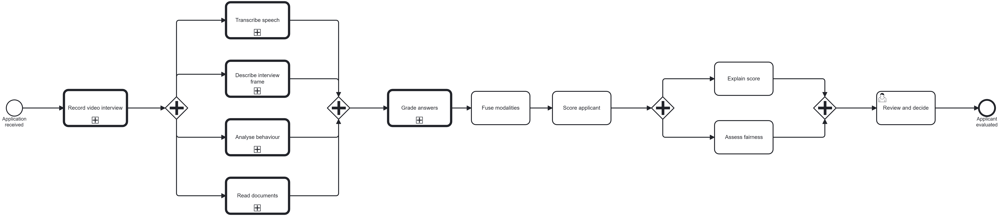 Application
received
Record video interview
Transcribe speech
Describe interview
frame
Analyse behaviour
Read documents
Grade answers
Fuse modalities
Score applicant
Explain score
Assess fairness
Review and decide
Applicant
evaluated